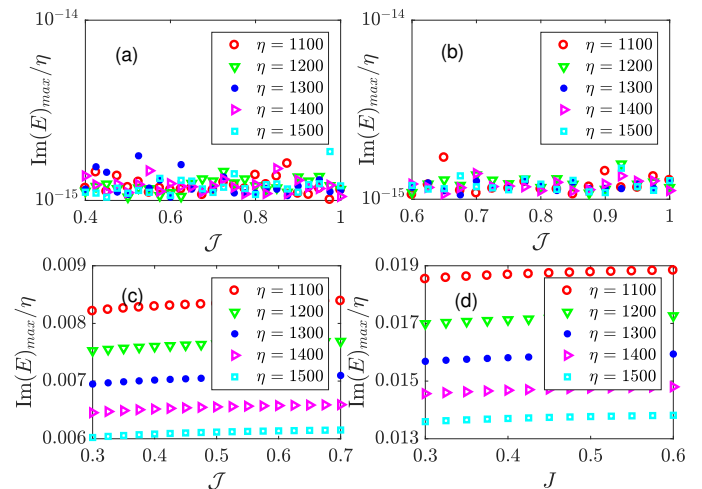 (a)
Im(E)_{max}/η
10^{-14}
10^{-15}
0.4 0.6 0.8 1
𝒥
η = 1100
η = 1200
η = 1300
η = 1400
η = 1500
(b)
Im(E)_{max}/η
10^{-14}
10^{-15}
0.6 0.7 0.8 0.9 1
𝒥
η = 1100
η = 1200
η = 1300
η = 1400
η = 1500
(c)
Im(E)_{max}/η
0.009
0.008
0.007
0.006
0.3 0.4 0.5 0.6 0.7
𝒥
η = 1100
η = 1200
η = 1300
η = 1400
η = 1500
(d)
Im(E)_{max}/η
0.019
0.017
0.015
0.013
0.3 0.4 0.5 0.6
J
η = 1100
η = 1200
η = 1300
η = 1400
η = 1500